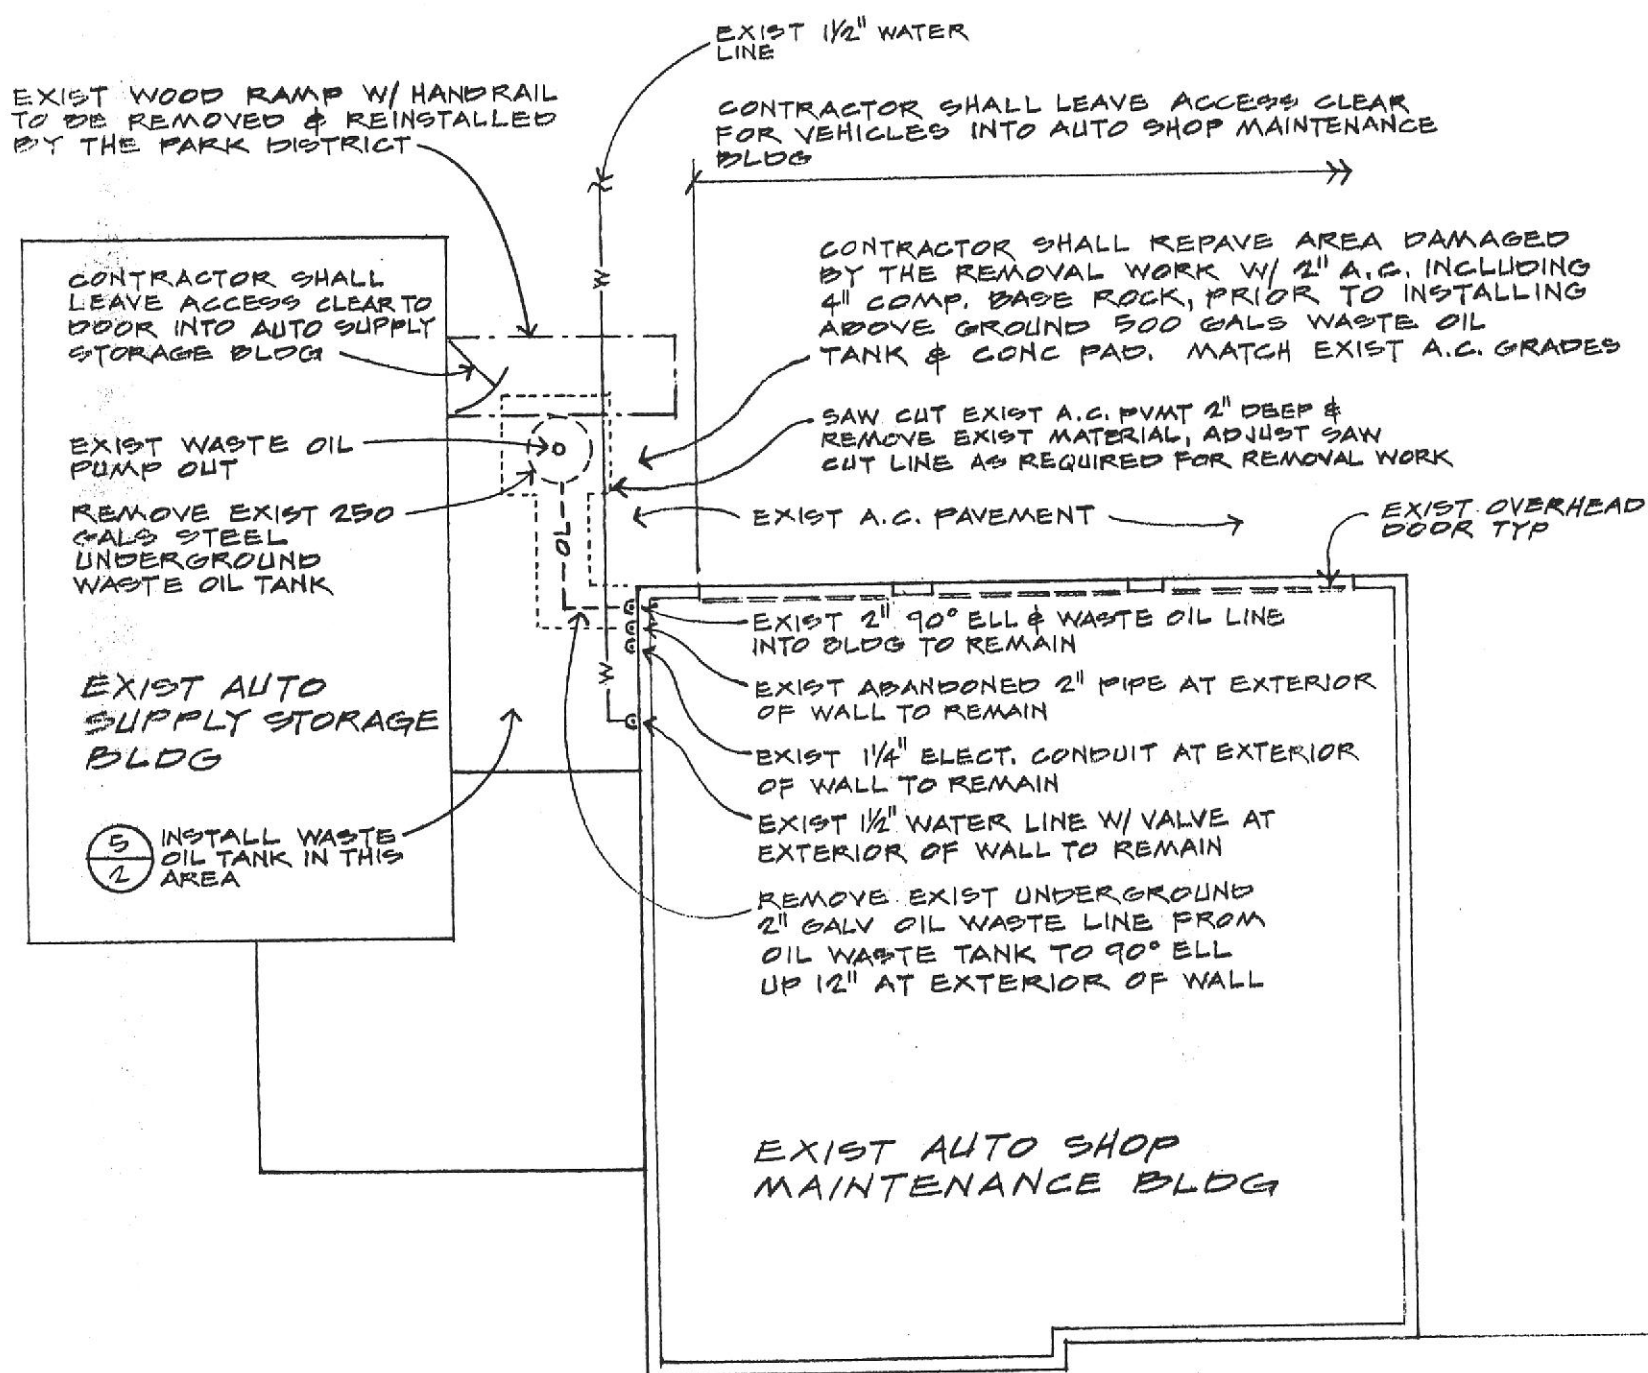 EXIST 1½" WATER
LINE
EXIST WOOD RAMP W/ HANDRAIL
TO BE REMOVED & REINSTALLED
BY THE PARK DISTRICT
CONTRACTOR SHALL LEAVE ACCESS CLEAR
FOR VEHICLES INTO AUTO SHOP MAINTENANCE
BLDG
W
CONTRACTOR SHALL
LEAVE ACCESS CLEAR TO
DOOR INTO AUTO SUPPLY
STORAGE BLDG
CONTRACTOR SHALL REPAVE AREA DAMAGED
BY THE REMOVAL WORK W/ 2" A.C. INCLUDING
4" COMP. BASE ROCK, PRIOR TO INSTALLING
ABOVE GROUND 500 GALS WASTE OIL
TANK & CONC PAD. MATCH EXIST A.C. GRADES
SAW CUT EXIST A.C. PVMT 2" DEEP &
REMOVE EXIST MATERIAL, ADJUST SAW
CUT LINE AS REQUIRED FOR REMOVAL WORK
EXIST WASTE OIL
PUMP OUT
REMOVE EXIST 250
GALS STEEL
UNDERGROUND
WASTE OIL TANK
OL
EXIST A.C. PAVEMENT
EXIST OVERHEAD
DOOR TYP
EXIST 2" 90° ELL & WASTE OIL LINE
INTO BLDG TO REMAIN
W
EXIST ABANDONED 2" PIPE AT EXTERIOR
OF WALL TO REMAIN
EXIST 1¼" ELECT. CONDUIT AT EXTERIOR
OF WALL TO REMAIN
EXIST 1½" WATER LINE W/ VALVE AT
EXTERIOR OF WALL TO REMAIN
REMOVE EXIST UNDERGROUND
2" GALV OIL WASTE LINE FROM
OIL WASTE TANK TO 90° ELL
UP 12" AT EXTERIOR OF WALL
EXIST AUTO
SUPPLY STORAGE
BLDG
5
2
INSTALL WASTE
OIL TANK IN THIS
AREA
EXIST AUTO SHOP
MAINTENANCE BLDG